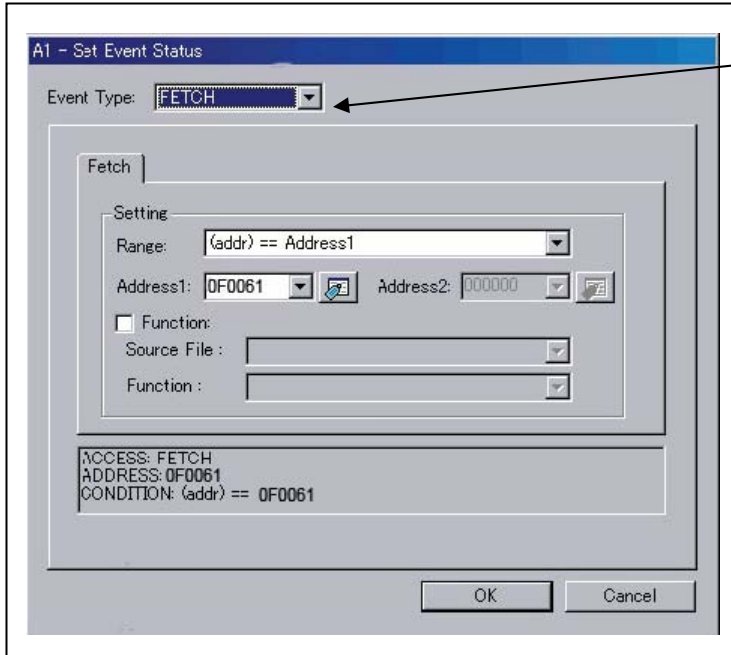 A1 - Set Event Status
Event Type: FETCH
Fetch
Setting
Range: (addr) == Address1
Address1: 0F0061 Address2: 000000
Function:
Source File :
Function :
ACCESS: FETCH
ADDRESS: 0F0061
CONDITION: (addr) == 0F0061
OK Cancel